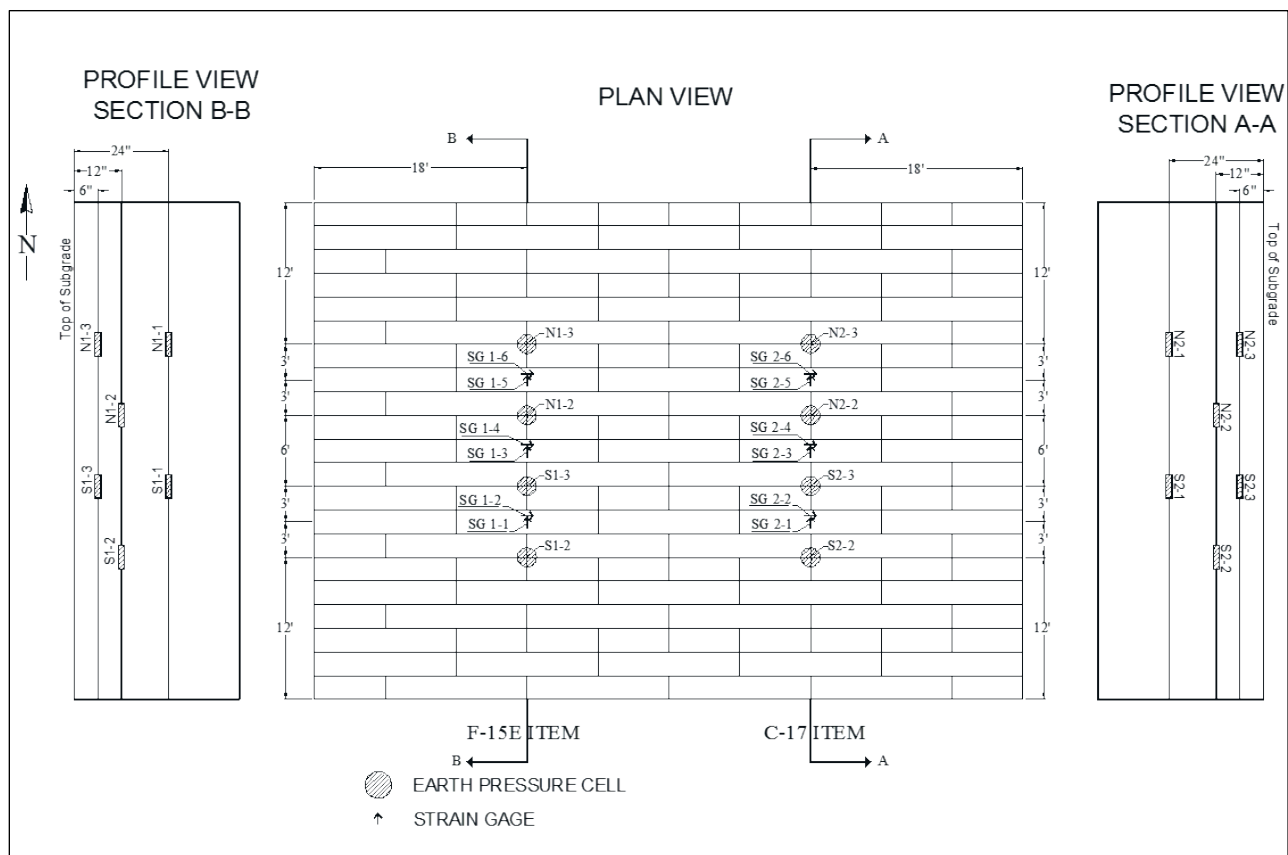 PROFILE VIEW
SECTION B-B
24"
12"
6"
N
Top of Subgrade
N1-3
N1-1
N1-2
S1-3
S1-1
S1-2
PLAN VIEW
B
A
18'
18'
12'
3'
3'
6'
3'
3'
12'
N1-3
SG 1-6
SG 1-5
N1-2
SG 1-4
SG 1-3
S1-3
SG 1-2
SG 1-1
S1-2
N2-3
SG 2-6
SG 2-5
N2-2
SG 2-4
SG 2-3
S2-3
SG 2-2
SG 2-1
S2-2
12'
3'
3'
6'
3'
3'
12'
F-15E ITEM
C-17 ITEM
B
A
EARTH PRESSURE CELL
STRAIN GAGE
PROFILE VIEW
SECTION A-A
24"
12"
6"
Top of Subgrade
N2-1
N2-3
N2-2
S2-1
S2-3
S2-2